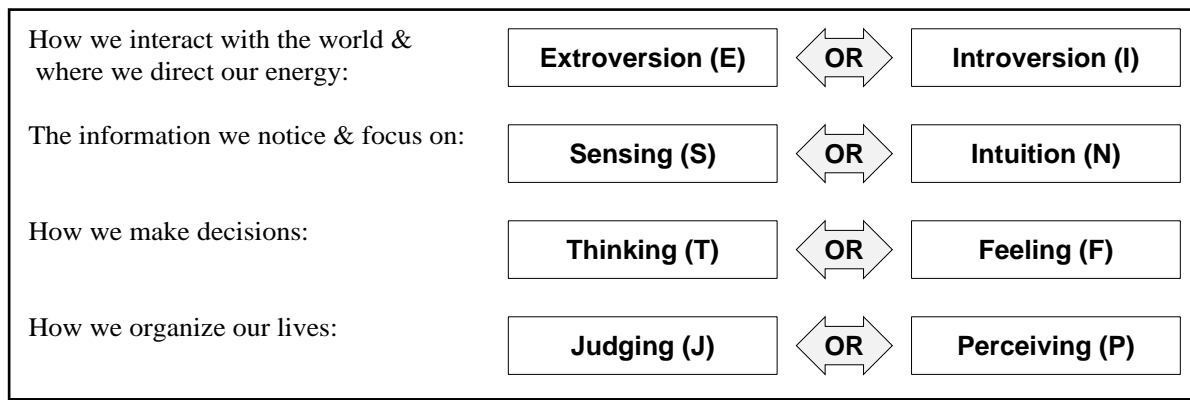 How we interact with the world &
where we direct our energy:
Extroversion (E) OR Introversion (I)
The information we notice & focus on:
Sensing (S) OR Intuition (N)
How we make decisions:
Thinking (T) OR Feeling (F)
How we organize our lives:
Judging (J) OR Perceiving (P)